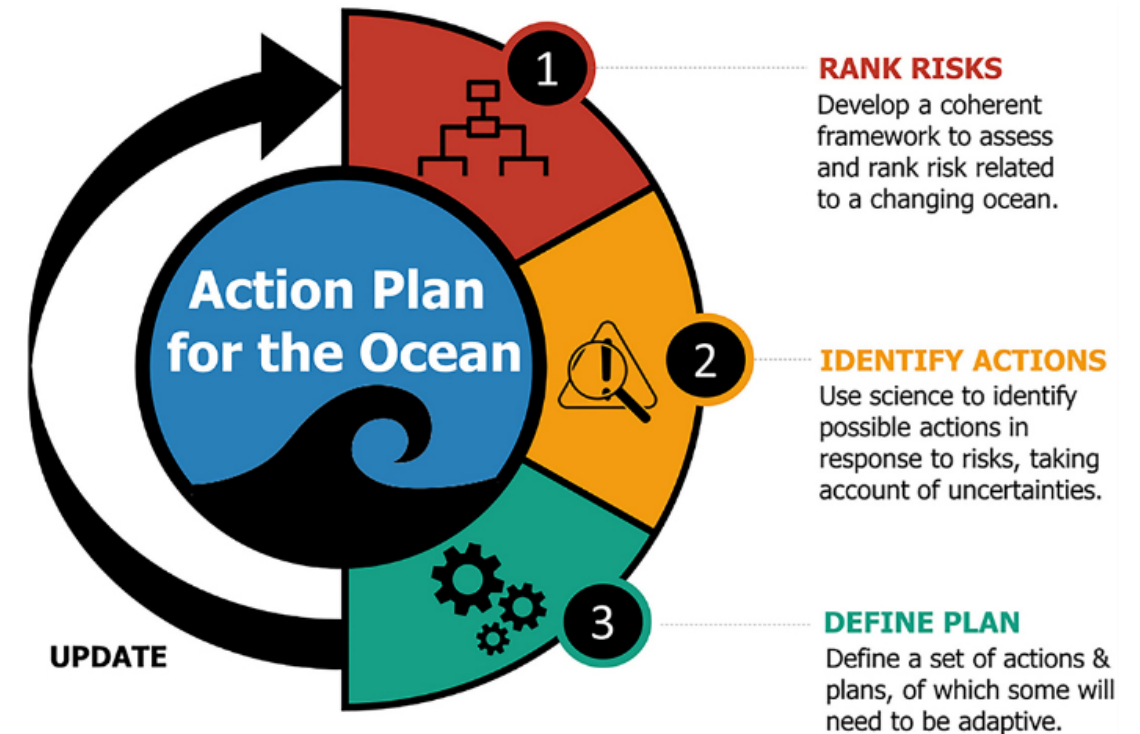 1
RANK RISKS
Develop a coherent
framework to assess
and rank risk related
to a changing ocean.
Action Plan
for the Ocean
2
IDENTIFY ACTIONS
Use science to identify
possible actions in
response to risks, taking
account of uncertainties.
3
DEFINE PLAN
Define a set of actions &
plans, of which some will
need to be adaptive.
UPDATE